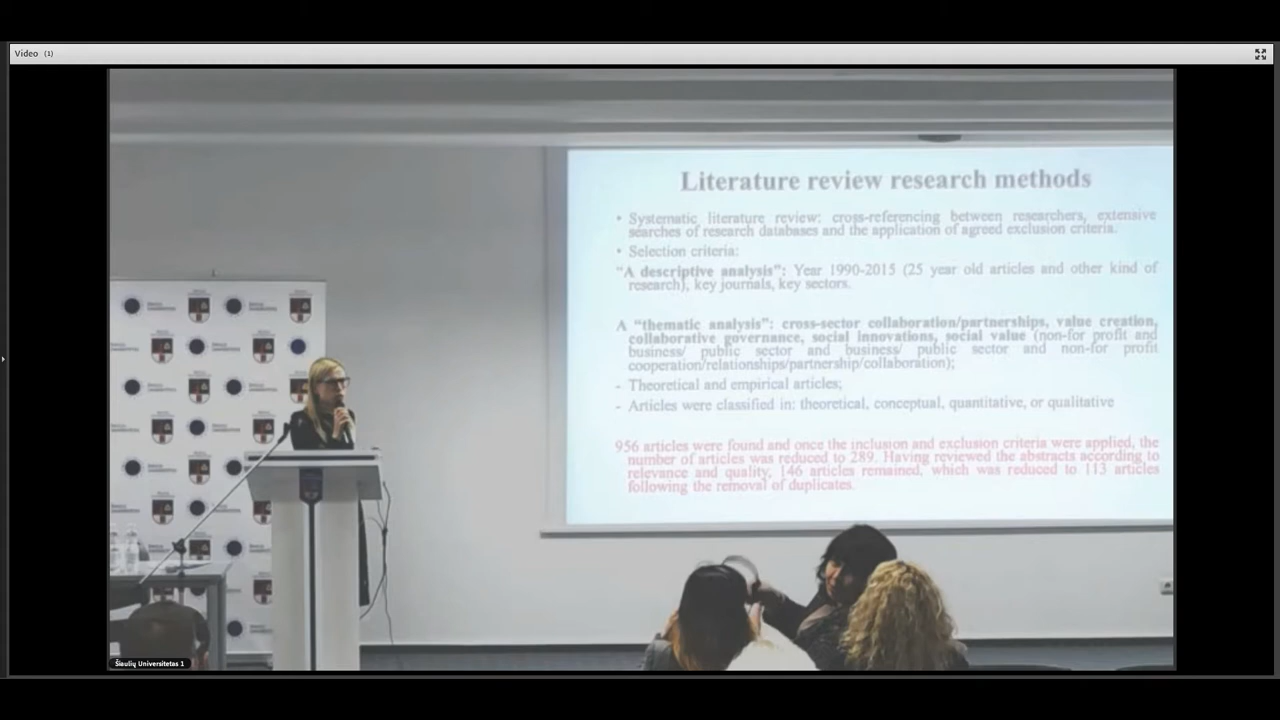 Video (1)
Literature review research methods
• Systematic literature review: cross-referencing between researchers, extensive
searches of research databases and the application of agreed exclusion criteria.
• Selection criteria:
“A descriptive analysis”: Year 1990-2015 (25 year old articles and other kind of
research), key journals, key sectors.
A “thematic analysis”: cross-sector collaboration/partnerships, value creation,
collaborative governance, social innovations, social value (non-for profit and
business/ public sector and business/ public sector and non-for profit
cooperation/relationships/partnership/collaboration);
- Theoretical and empirical articles;
- Articles were classified in: theoretical, conceptual, quantitative, or qualitative
956 articles were found and once the inclusion and exclusion criteria were applied, the
number of articles was reduced to 289. Having reviewed the abstracts according to
relevance and quality, 146 articles remained, which was reduced to 113 articles
following the removal of duplicates.
Šiaulių Universitetas 1